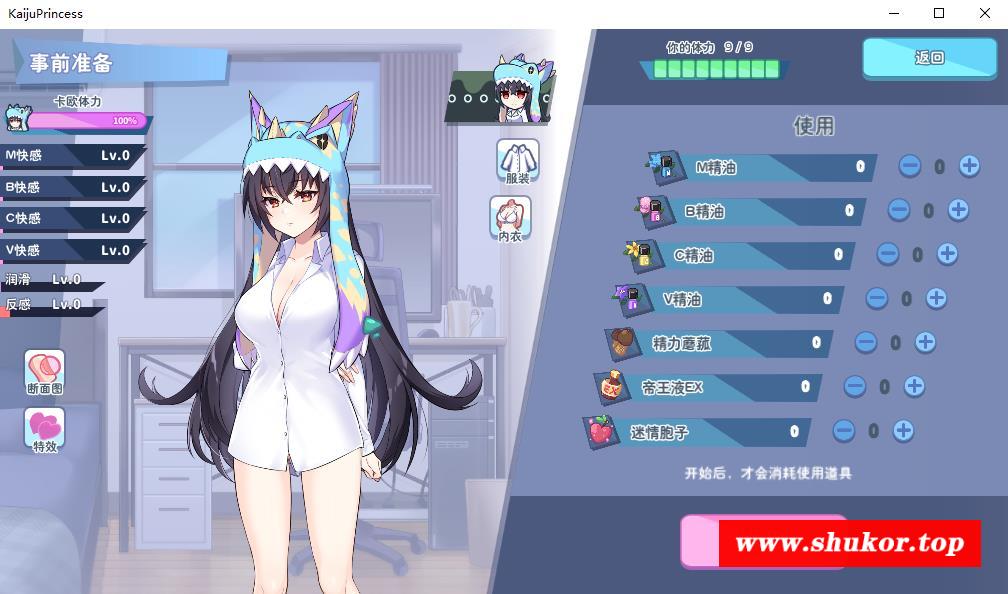 KaijuPrincess
事前准备
卡欧体力
100%
M快感 Lv.0
B快感 Lv.0
C快感 Lv.0
V快感 Lv.0
润滑 Lv.0
反感 Lv.0
断面图
特效
服装
内衣
你的体力 9/9
返回
使用
M精油 0 0
B精油 0 0
C精油 0 0
V精油 0 0
精力蘑菇 0 0
帝王液EX 0 0
迷情孢子 0 0
开始后，才会消耗使用道具
www.shukor.top